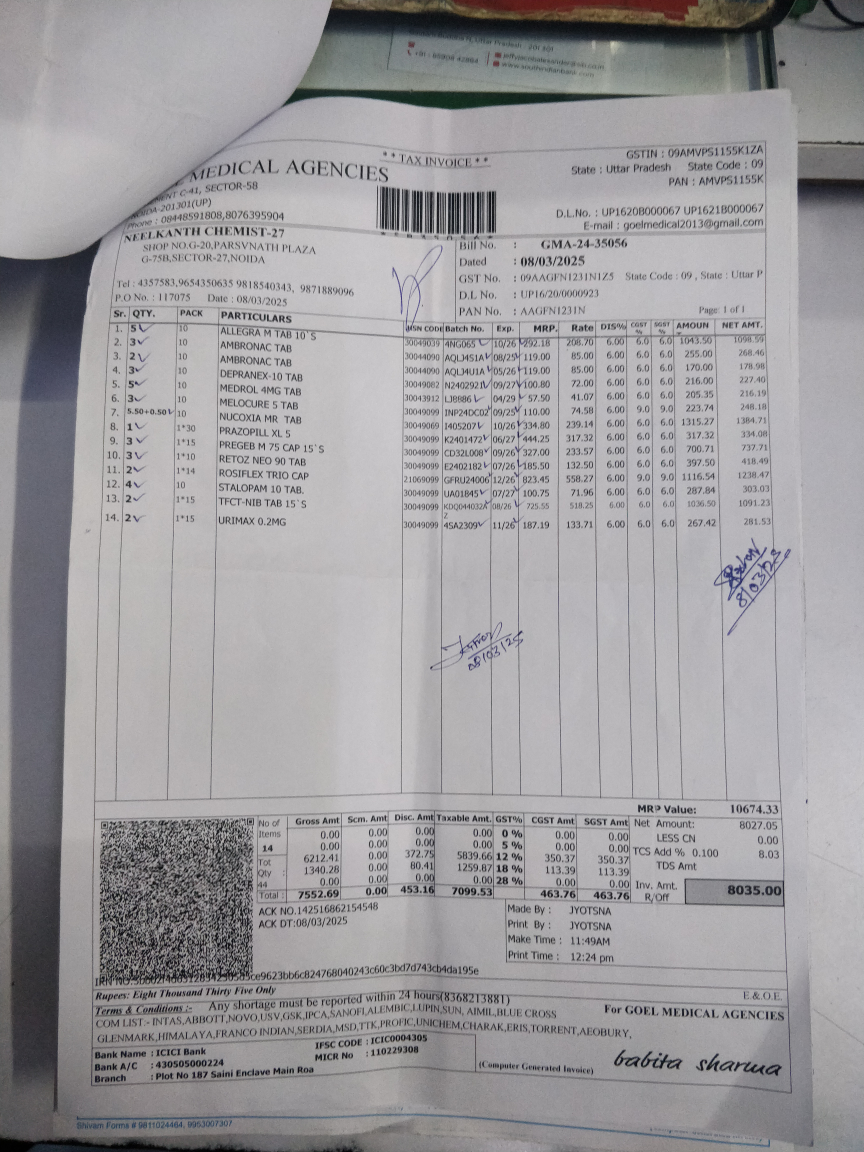 Uttar Pradesh - 201301
+91 - 85908 42884
www.southindianbank.com
** TAX INVOICE **
MEDICAL AGENCIES
C-41, SECTOR-58
NOIDA-201301(UP)
Phone : 08448591808,8076395904
GSTIN : 09AMVPS1155K1ZA
State : Uttar Pradesh State Code : 09
PAN : AMVPS1155K
D.L.No. : UP1620B000067 UP1621B000067
E-mail : goelmedical2013@gmail.com
NEELKANTH CHEMIST-27
SHOP NO.G-20,PARSVNATH PLAZA
G-75B,SECTOR-27,NOIDA
Tel : 4357583,9654350635 9818540343, 9871889096
P.O No. : 117075 Date : 08/03/2025
Bill No. : GMA-24-35056
Dated : 08/03/2025
GST No. : 09AAGFN1231N1Z5 State Code : 09 , State : Uttar P
D.L No. : UP16/20/0000923
PAN No. : AAGFN1231N
Page: 1 of 1
Sr. QTY. PACK PARTICULARS HSN CODE Batch No. Exp. MRP. Rate DIS% CGST % SGST % AMOUN T NET AMT.
1. 5 10 ALLEGRA M TAB 10`S 30049039 4NG065 10/26 292.18 208.70 6.00 6.0 6.0 1043.50 1098.59
2. 3 10 AMBRONAC TAB 30044090 AQLJ451A 08/25 119.00 85.00 6.00 6.0 6.0 255.00 268.46
3. 2 10 AMBRONAC TAB 30044090 AQL4U1A 05/26 119.00 85.00 6.00 6.0 6.0 170.00 178.98
4. 3 10 DEPRANEX-10 TAB 30049082 N2402921 09/27 100.80 72.00 6.00 6.0 6.0 216.00 227.40
5. 5 10 MEDROL 4MG TAB 30043912 LJ8886 04/29 57.50 41.07 6.00 6.0 6.0 205.35 216.19
6. 3 10 MELOCURE 5 TAB 30049099 INP24DC02 09/25 110.00 74.58 6.00 9.0 9.0 223.74 248.18
7. 5.50+0.50 10 NUCOXIA MR TAB 30049069 I405207 10/26 334.80 239.14 6.00 6.0 6.0 1315.27 1384.71
8. 1 1*30 PRAZOPILL XL 5 30049099 K2401472 06/27 444.25 317.32 6.00 6.0 6.0 317.32 334.08
9. 3 1*15 PREGEB M 75 CAP 15`S 30049099 CD32L008 09/26 327.00 233.57 6.00 6.0 6.0 700.71 737.71
10. 3 1*10 RETOZ NEO 90 TAB 30049099 E2402182 07/26 185.50 132.50 6.00 6.0 6.0 397.50 418.49
11. 2 1*14 ROSIFLEX TRIO CAP 21069099 GFRU24006 12/26 823.45 558.27 6.00 9.0 9.0 1116.54 1238.47
12. 4 10 STALOPAM 10 TAB. 30049099 UA01845 07/27 100.75 71.96 6.00 6.0 6.0 287.84 303.03
13. 2 1*15 TFCT-NIB TAB 15`S 30049099 KDQ044032A 2 08/26 725.55 518.25 6.00 6.0 6.0 1036.50 1091.23
14. 2 1*15 URIMAX 0.2MG 30049099 45A2309 11/26 187.19 133.71 6.00 6.0 6.0 267.42 281.53
8/03/25
08/03/25
MRP Value: 10674.33
No of Items 14 Tot Qty : 44
Gross Amt Scm. Amt Disc. Amt Taxable Amt. GST% CGST Amt SGST Amt
0.00 0.00 0.00 0.00 0 % 0.00 0.00
0.00 0.00 0.00 0.00 5 % 0.00 0.00
6212.41 0.00 372.75 5839.66 12 % 350.37 350.37
1340.28 0.00 80.41 1259.87 18 % 113.39 113.39
0.00 0.00 0.00 0.00 28 % 0.00 0.00
Total : 7552.69 0.00 453.16 7099.53 463.76 463.76
Net Amount: 8027.05
LESS CN 0.00
TCS Add % 0.100 8.03
TDS Amt
Inv. Amt. R/Off 8035.00
ACK NO.142516862154548
ACK DT:08/03/2025
Made By : JYOTSNA
Print By : JYOTSNA
Make Time : 11:49AM
Print Time : 12:24 pm
ce9623bb6c824768040243c60c3bd7d743cb4da195e
Rupees: Eight Thousand Thirty Five Only
E.& O.E.
Terms & Conditions :- Any shortage must be reported within 24 hours(8368213881)
COM LIST:- INTAS,ABBOTT,NOVO,USV,GSK,IPCA,SANOFI,ALEMBIC,LUPIN,SUN, AIMIL,BLUE CROSS
GLENMARK,HIMALAYA,FRANCO INDIAN,SERDIA,MSD,TTK,PROFIC,UNICHEM,CHARAK,ERIS,TORRENT,AEOBURY,
For GOEL MEDICAL AGENCIES
Bank Name : ICICI Bank
Bank A/C : 430505000224
Branch : Plot No 187 Saini Enclave Main Roa
IFSC CODE : ICIC0004305
MICR No : 110229308
(Computer Generated Invoice)
babita sharma
Shivam Forms # 9811024464, 9953007307